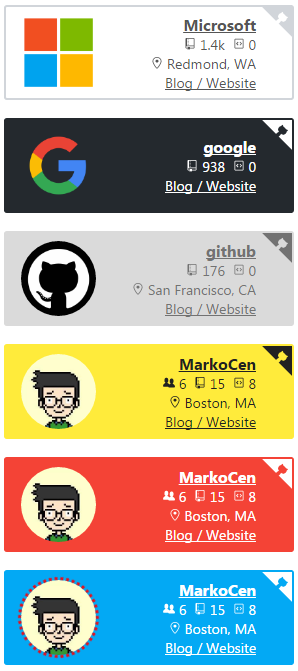 Microsoft
1.4k 0
Redmond, WA
Blog / Website
google
938 0
Blog / Website
github
176 0
San Francisco, CA
Blog / Website
MarkoCen
6 15 8
Boston, MA
Blog / Website
MarkoCen
6 15 8
Boston, MA
Blog / Website
MarkoCen
6 15 8
Boston, MA
Blog / Website